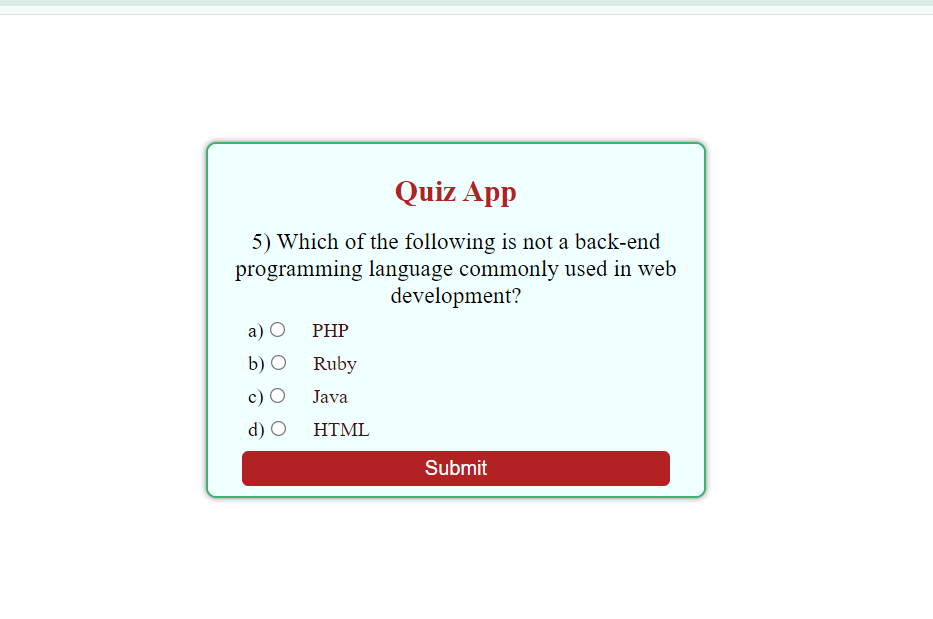 Quiz App
5) Which of the following is not a back-end
programming language commonly used in web
development?
a) PHP
b) Ruby
c) Java
d) HTML
Submit